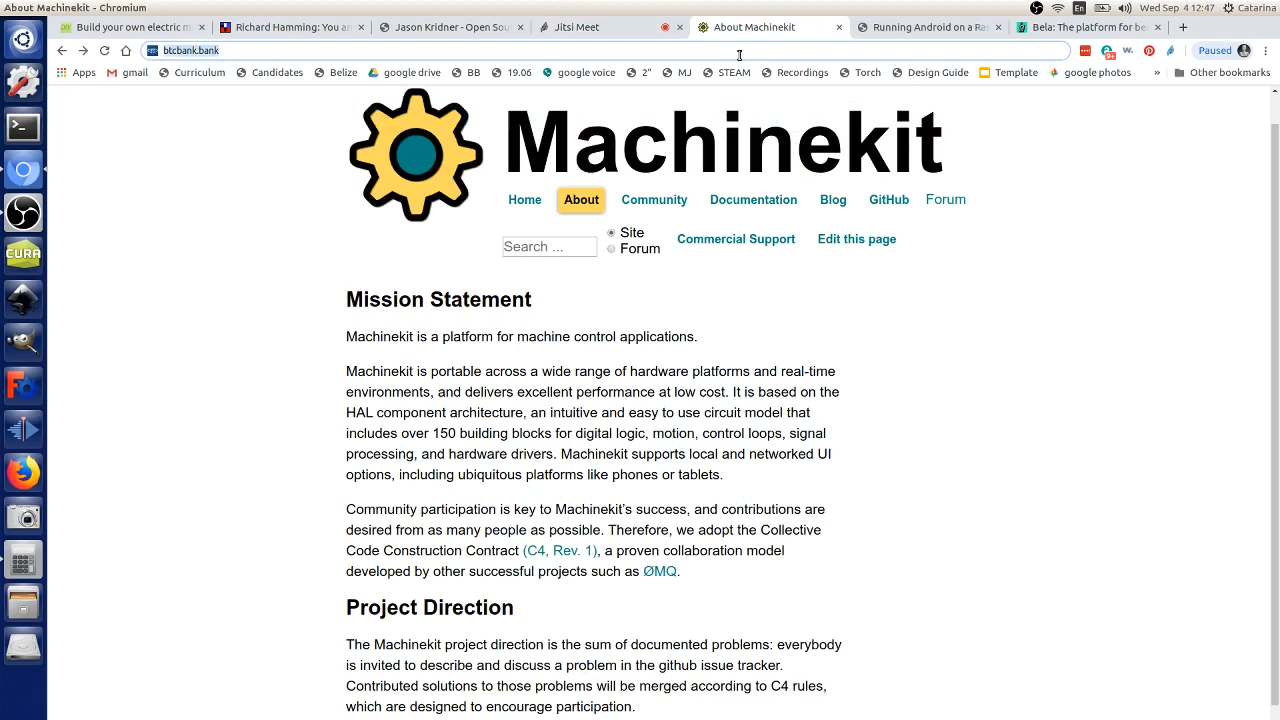 About Machinekit - Chromium
En
Wed Sep 4 12:47
Catarina
Build your own electric m
Richard Hamming: "You an
Jason Kridner - Open Sou
Jitsi Meet
About Machinekit
Running Android on a Ras
Bela: The platform for be
btcbank.bank
9+
W.
Paused
Apps
gmail
Curriculum
Candidates
Belize
google drive
BB
19.06
google voice
2"
MJ
STEAM
Recordings
Torch
Design Guide
Template
google photos
»
Other bookmarks
Machinekit
Home
About
Community
Documentation
Blog
GitHub
Forum
Search ...
Site
Forum
Commercial Support
Edit this page
Mission Statement
Machinekit is a platform for machine control applications.
Machinekit is portable across a wide range of hardware platforms and real-time
environments, and delivers excellent performance at low cost. It is based on the
HAL component architecture, an intuitive and easy to use circuit model that
includes over 150 building blocks for digital logic, motion, control loops, signal
processing, and hardware drivers. Machinekit supports local and networked UI
options, including ubiquitous platforms like phones or tablets.
Community participation is key to Machinekit's success, and contributions are
desired from as many people as possible. Therefore, we adopt the Collective
Code Construction Contract (C4, Rev. 1), a proven collaboration model
developed by other successful projects such as ØMQ.
Project Direction
The Machinekit project direction is the sum of documented problems: everybody
is invited to describe and discuss a problem in the github issue tracker.
Contributed solutions to those problems will be merged according to C4 rules,
which are designed to encourage participation.
CURA